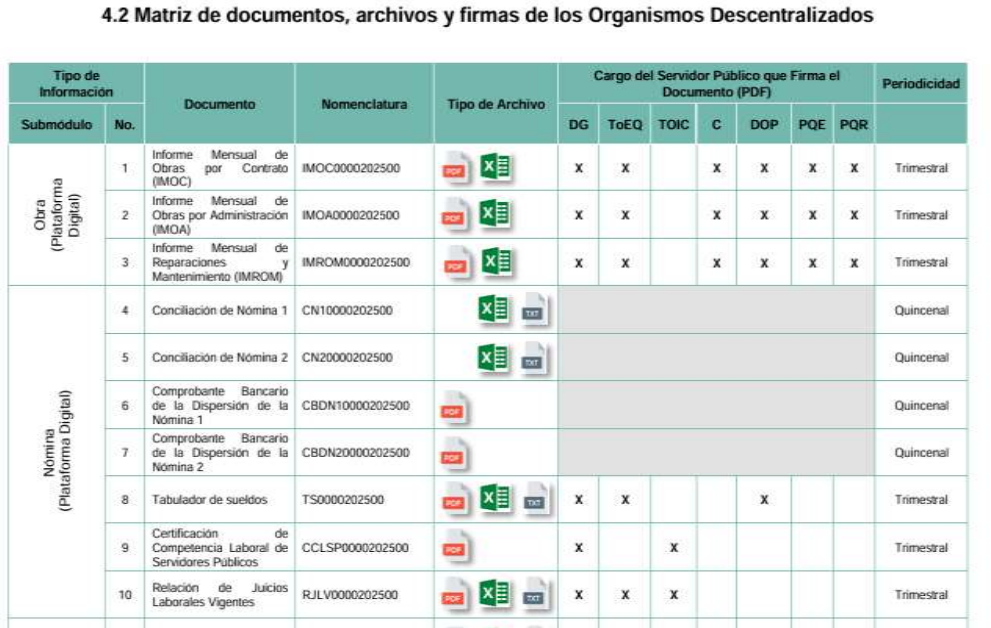 4.2 Matriz de documentos, archivos y firmas de los Organismos Descentralizados
Tipo de
Información
Documento
Nomenclatura
Tipo de Archivo
Cargo del Servidor Público que Firma el
Documento (PDF)
Periodicidad
Submódulo No. DG ToEQ TOIC C DOP PQE PQR
Obra
(Plataforma
Digital)
1
Informe Mensual de
Obras por Contrato
(IMOC)
IMOC0000202500
PDF X
X X X X X X
Trimestral
2
Informe Mensual de
Obras por Administración
(IMOA)
IMOA0000202500
PDF X
X X X X X X
Trimestral
3
Informe Mensual de
Reparaciones y
Mantenimiento (IMROM)
IMROM0000202500
PDF X
X X X X X X
Trimestral
Nómina
(Plataforma Digital)
4
Conciliación de Nómina 1
CN10000202500
X TXT
Quincenal
5
Conciliación de Nómina 2
CN20000202500
X TXT
Quincenal
6
Comprobante Bancario
de la Dispersión de la
Nómina 1
CBDN10000202500
PDF
Quincenal
7
Comprobante Bancario
de la Dispersión de la
Nómina 2
CBDN20000202500
PDF
Quincenal
8
Tabulador de sueldos
TS0000202500
PDF X TXT
X X X
Trimestral
9
Certificación de
Competencia Laboral de
Servidores Públicos
CCLSP0000202500
PDF
X X
Trimestral
10
Relación de Juicios
Laborales Vigentes
RJLV0000202500
PDF X TXT
X X X
Trimestral